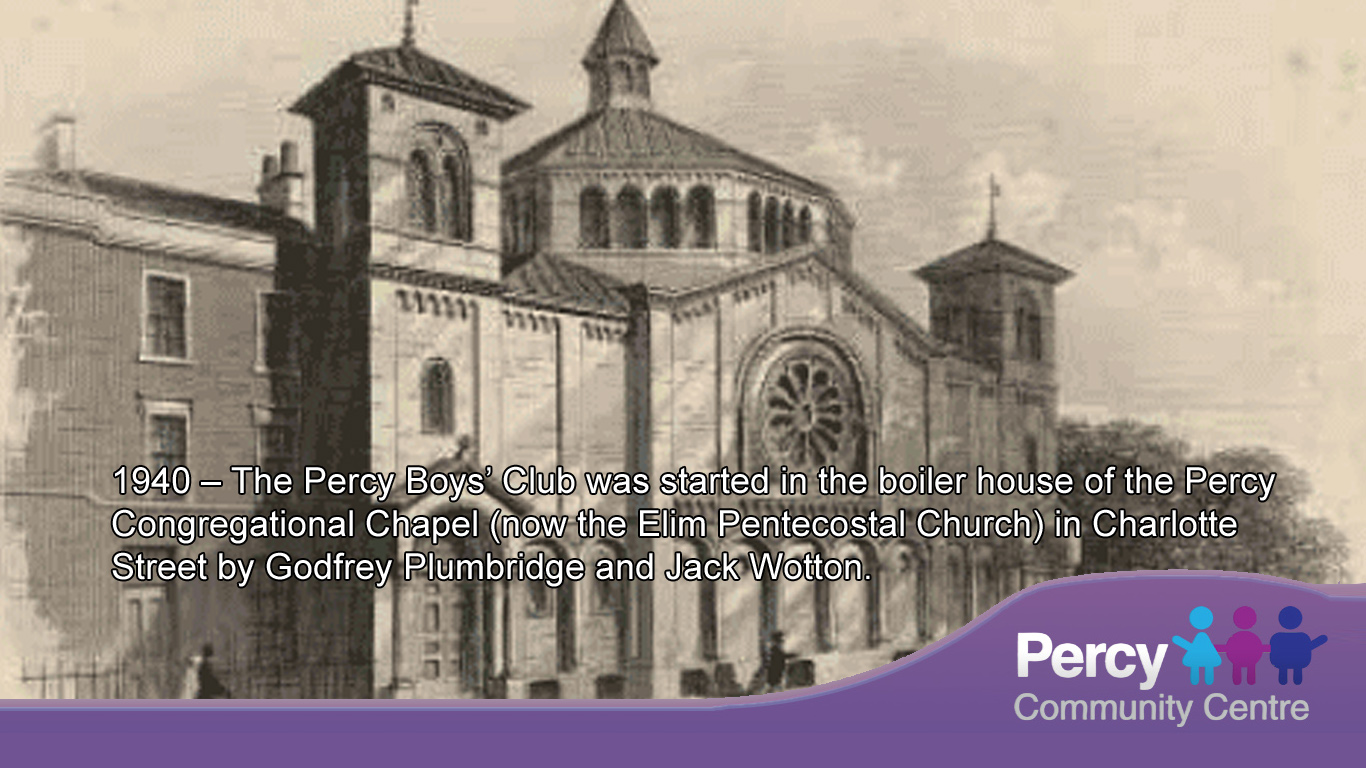 1940 – The Percy Boys’ Club was started in the boiler house of the Percy
Congregational Chapel (now the Elim Pentecostal Church) in Charlotte
Street by Godfrey Plumbridge and Jack Wotton.
Percy
Community Centre